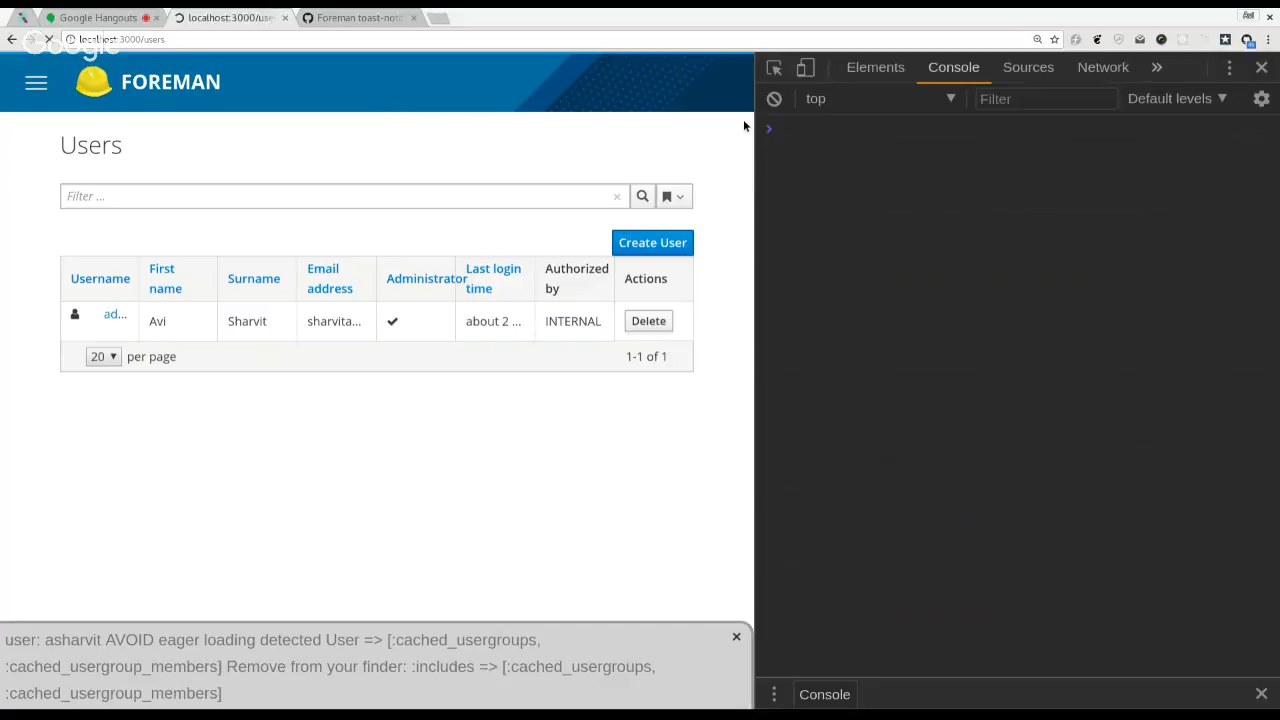 Google Hangouts
localhost:3000/use
Foreman toast-noti
Avi
localhost:3000/users
Google
FOREMAN
Users
Filter ...
Create User
Username
First name
Surname
Email address
Administrator
Last login time
Authorized by
Actions
ad...
Avi
Sharvit
sharvita...
about 2 ...
INTERNAL
Delete
20
per page
1-1 of 1
user: asharvit AVOID eager loading detected User => [:cached_usergroups,
:cached_usergroup_members] Remove from your finder: :includes => [:cached_usergroups,
:cached_usergroup_members]
Elements
Console
Sources
Network
top
Filter
Default levels
Console